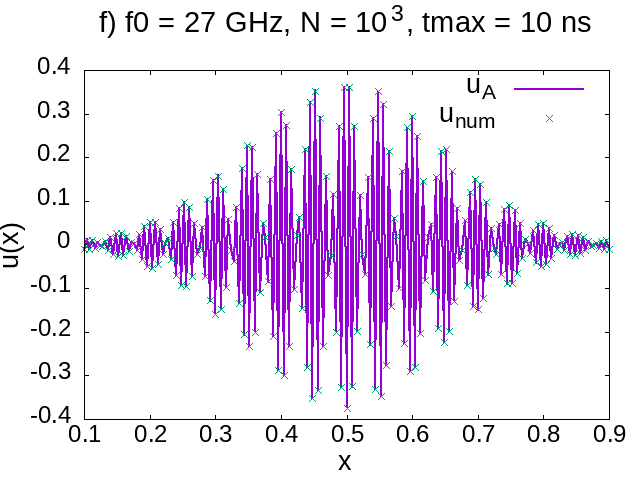 f) f0 = 27 GHz, N = 10³, tmax = 10 ns
0.4
u_A
0.3
u_num
0.2
0.1
u(x)
0
-0.1
-0.2
-0.3
-0.4
0.1 0.2 0.3 0.4 0.5 0.6 0.7 0.8 0.9
x